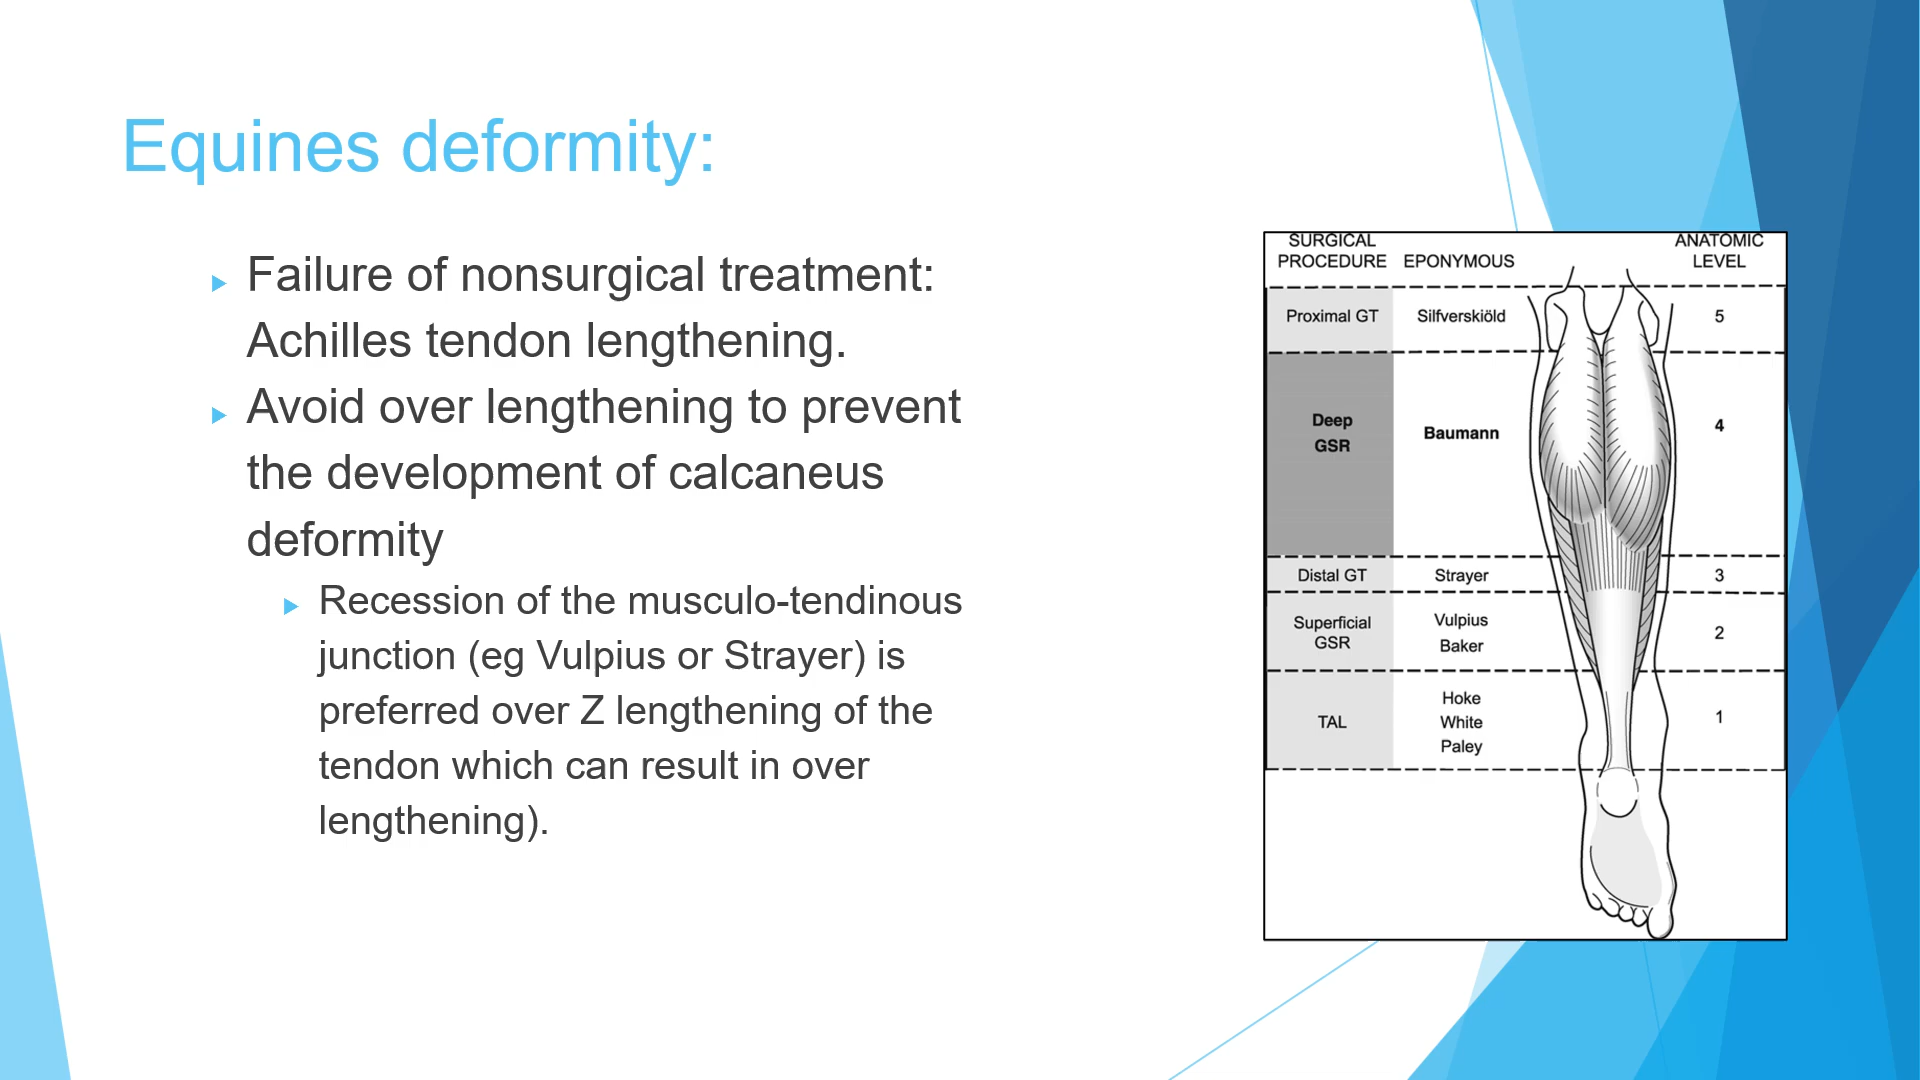 Equines deformity:
Failure of nonsurgical treatment:
Achilles tendon lengthening.
Avoid over lengthening to prevent
the development of calcaneus
deformity
Recession of the musculo-tendinous
junction (eg Vulpius or Strayer) is
preferred over Z lengthening of the
tendon which can result in over
lengthening).
SURGICAL PROCEDURE EPONYMOUS ANATOMIC LEVEL
Proximal GT Silfverskiöld 5
Deep GSR Baumann 4
Distal GT Strayer 3
Superficial GSR Vulpius Baker 2
TAL Hoke White Paley 1